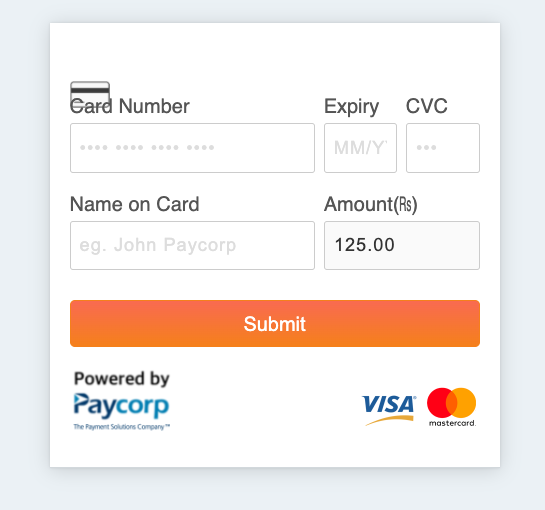 Card Number Expiry CVC
•••• •••• •••• •••• MM/Y •••
Name on Card Amount(₨)
eg. John Paycorp 125.00
Submit
Powered by
Paycorp
The Payment Solutions Company™
VISA mastercard.